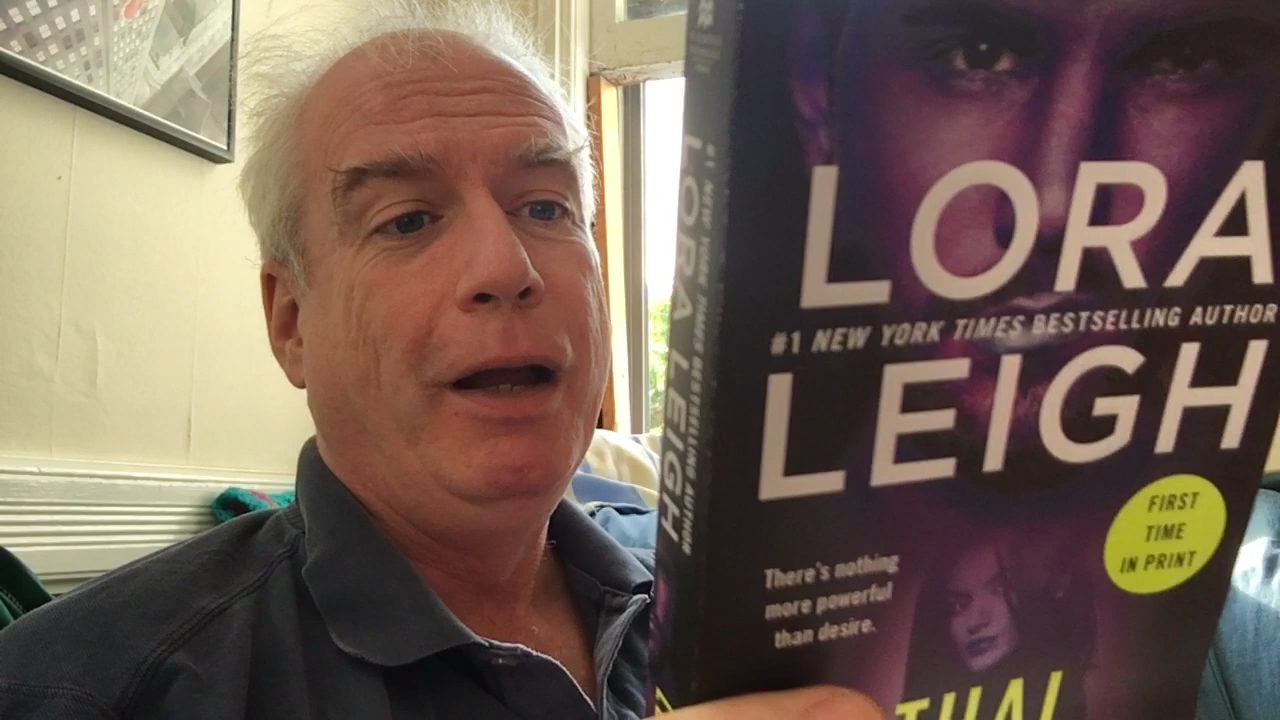 LORA
#1 NEW YORK TIMES BESTSELLING AUTHOR
LEIGH
FIRST
TIME
IN PRINT
There's nothing
more powerful
than desire.
THAL
#1 NEW YORK TIMES BESTSELLING AUTHOR
LORA LEIGH